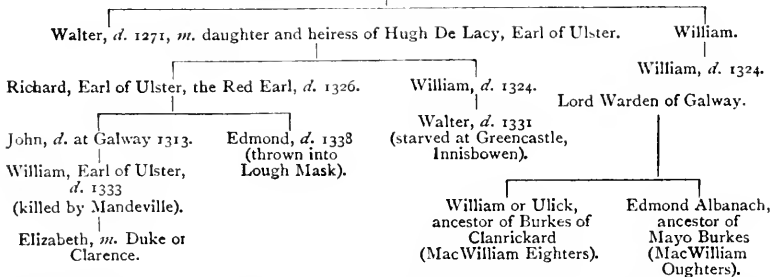 Walter, d. 1271, m. daughter and heiress of Hugh De Lacy, Earl of Ulster.
William.
Richard, Earl of Ulster, the Red Earl, d. 1326.
William, d. 1324.
William, d. 1324.
Lord Warden of Galway.
John, d. at Galway 1313.
Edmond, d. 1338
(thrown into
Lough Mask).
Walter, d. 1331
(starved at Greencastle,
Innisbowen).
William, Earl of Ulster,
d. 1333
(killed by Mandeville).
Elizabeth, m. Duke or
Clarence.
William or Ulick,
ancestor of Burkes of
Clanrickard
(MacWilliam Eighters).
Edmond Albanach,
ancestor of
Mayo Burkes
(MacWilliam
Oughters).